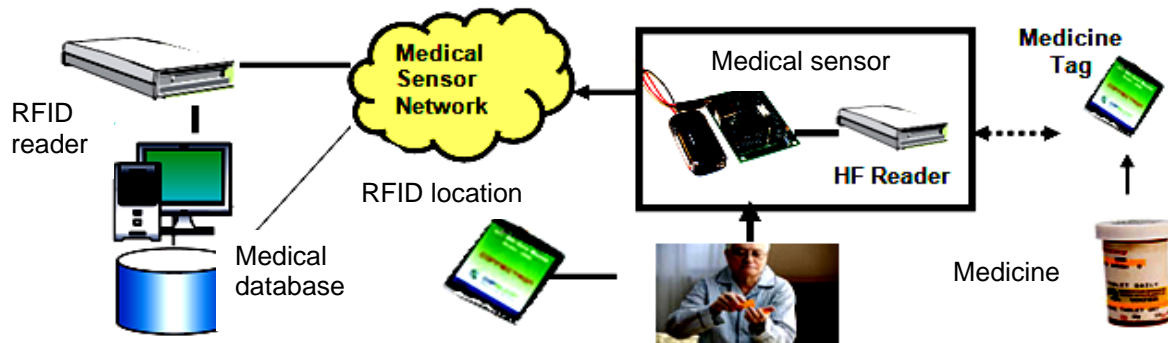 RFID
reader
Medical
Sensor
Network
Medical sensor
HF Reader
Medicine
Tag
RFID location
Medical
database
Medicine